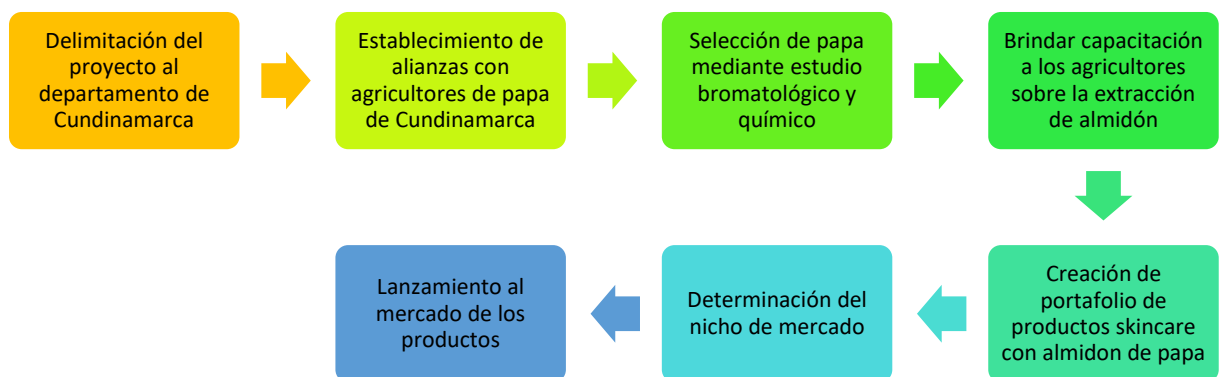 Delimitación del
proyecto al
departamento de
Cundinamarca
Establecimiento de
alianzas con
agricultores de papa
de Cundinamarca
Selección de papa
mediante estudio
bromatológico y
químico
Brindar capacitación
a los agricultores
sobre la extracción
de almidón
Creación de
portafolio de
productos skincare
con almidon de papa
Determinación del
nicho de mercado
Lanzamiento al
mercado de los
productos